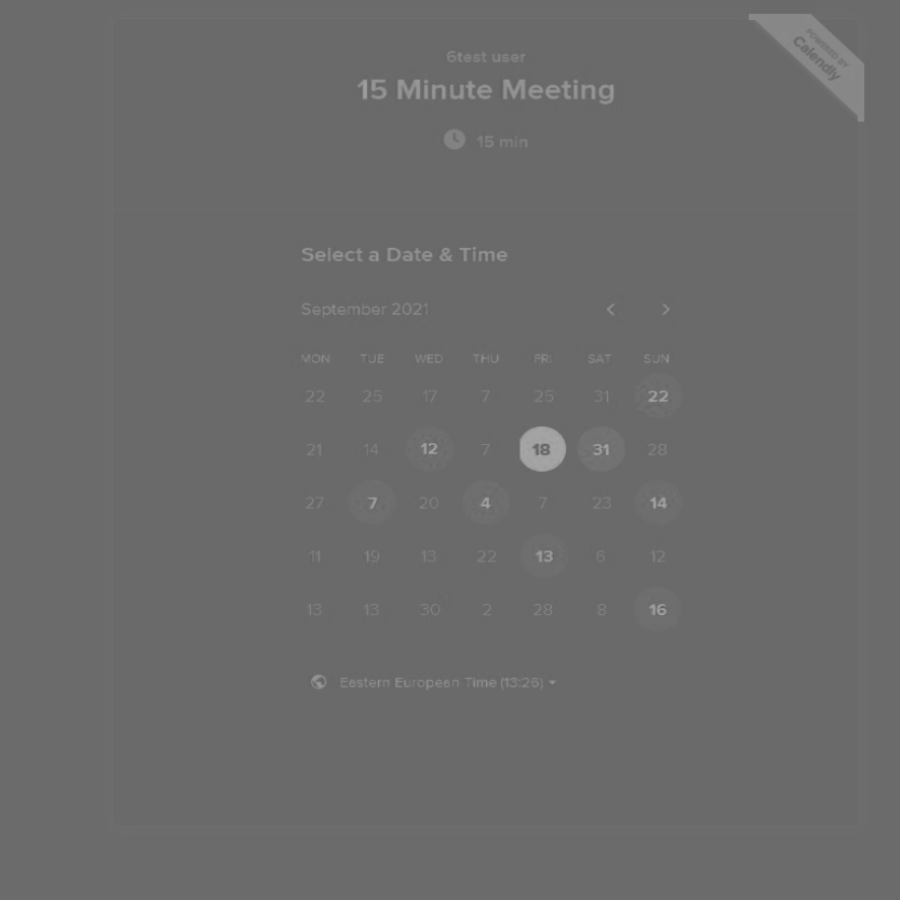 POWERED BY
Calendly
6test user
15 Minute Meeting
15 min
Select a Date & Time
September 2021
MON TUE WED THU FRI SAT SUN
22 25 17 7 25 31 22
21 14 12 7 18 31 28
27 7 20 4 7 23 14
11 19 13 22 13 6 12
13 13 30 2 28 8 16
Eastern European Time (13:26)